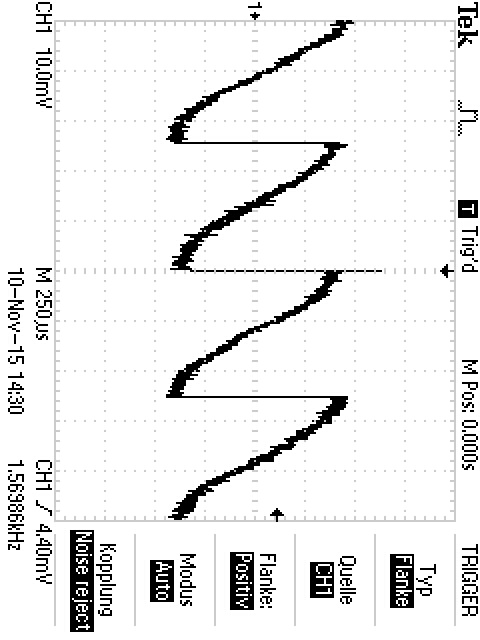 Tek
T Trig'd
M Pos: 0.000s
TRIGGER
Typ
Flanke
Quelle
CH1
Flanke:
Positiv
Modus
Auto
Kopplung
Noise reject
1
CH1 10.0mV
M 250µs
CH1 / 4.40mV
10-Nov-15 14:30
1.56986kHz